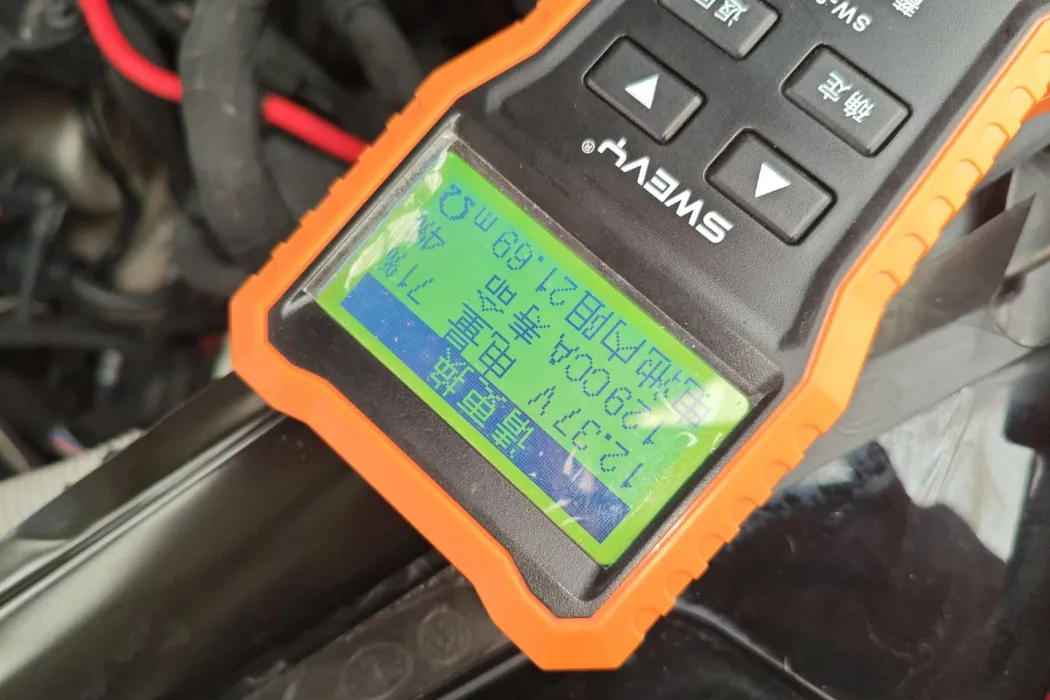 请更换
12.37V 电量 71%
129CCA 寿命 4%
电池内阻21.69mΩ
SWEVY®
确定